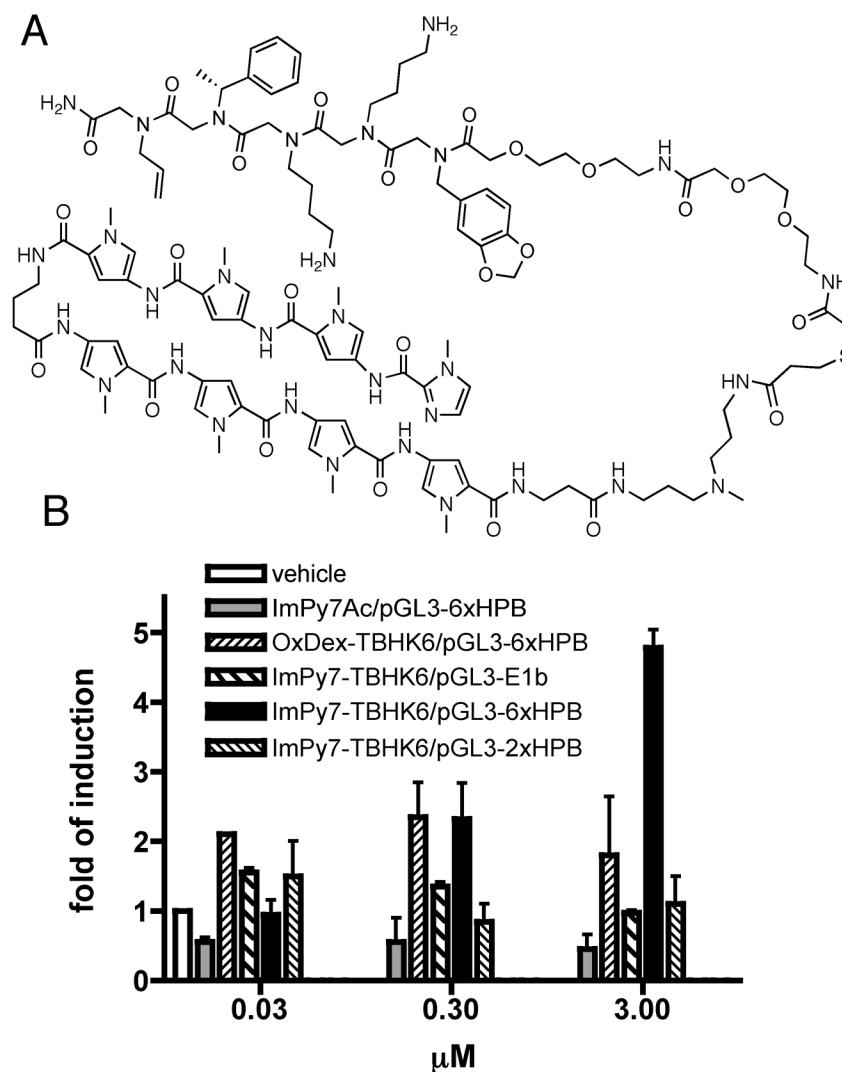 A
NH2
O O O
H2N N N O
O N N N O H
N
O O O O
O O
O N O
H
N O N H2N O O H
N
H O N O N NH
H
N N O N O
H H
O N N N N S
O N O H
N N O
H
N N O N
H
N O H H
N N N N
O N O
B
vehicle
ImPy7Ac/pGL3-6xHPB
OxDex-TBHK6/pGL3-6xHPB
ImPy7-TBHK6/pGL3-E1b
ImPy7-TBHK6/pGL3-6xHPB
ImPy7-TBHK6/pGL3-2xHPB
fold of induction
5
4
3
2
1
0
0.03 0.30 3.00
μM